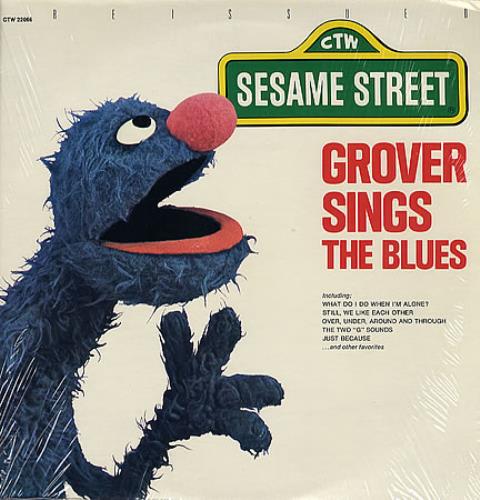 REISSUED
CTW 22066
CTW
SESAME STREET
®
GROVER
SINGS
THE BLUES
Including:
WHAT DO I DO WHEN I'M ALONE?
STILL, WE LIKE EACH OTHER
OVER, UNDER, AROUND AND THROUGH
THE TWO "G" SOUNDS
JUST BECAUSE
...and other favorites